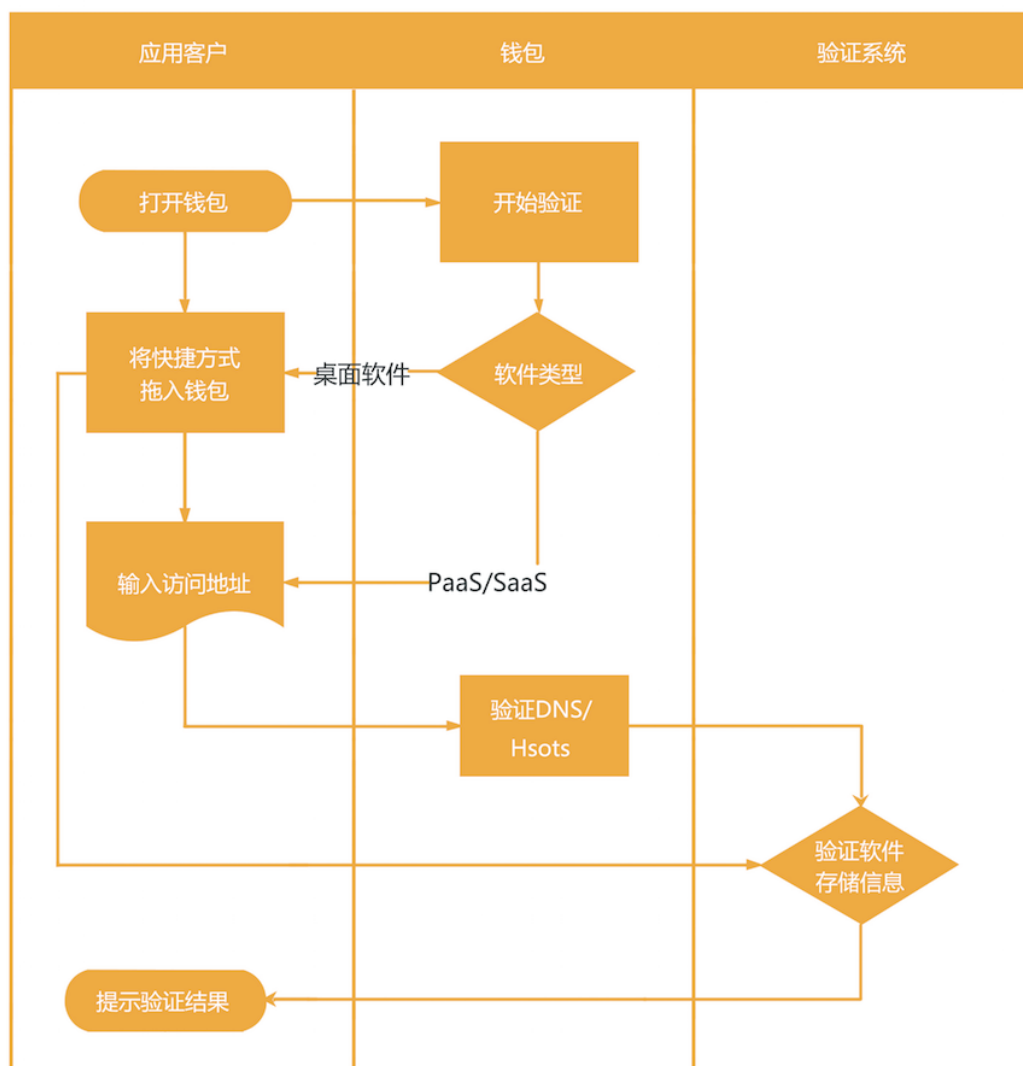 应用客户
钱包
验证系统
打开钱包
开始验证
将快捷方式
拖入钱包
桌面软件
软件类型
输入访问地址
PaaS/SaaS
验证DNS/
Hsots
验证软件
存储信息
提示验证结果